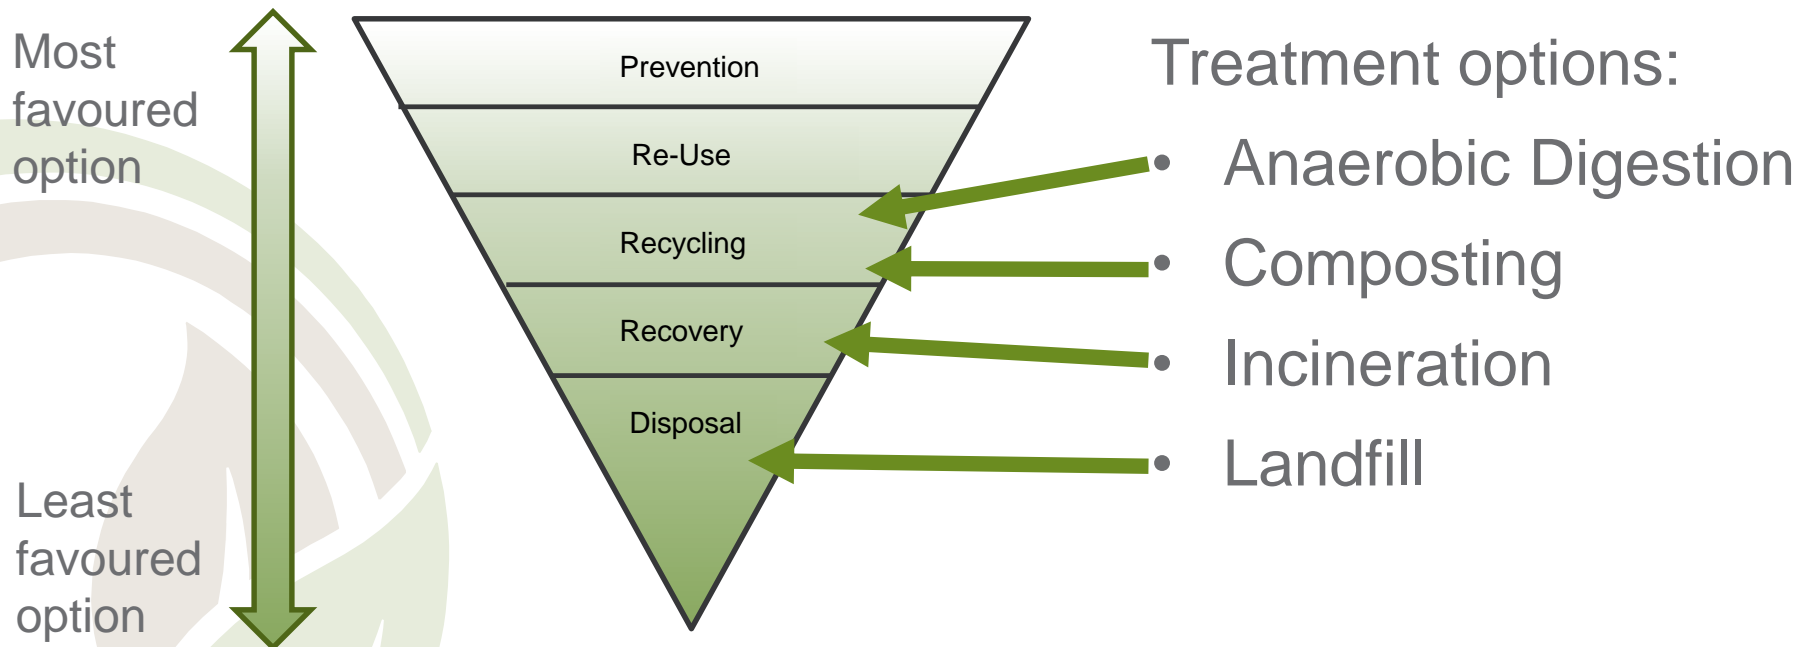 Most
favoured
option
Least
favoured
option
Prevention
Re-Use
Recycling
Recovery
Disposal
Treatment options:
• Anaerobic Digestion
• Composting
• Incineration
• Landfill